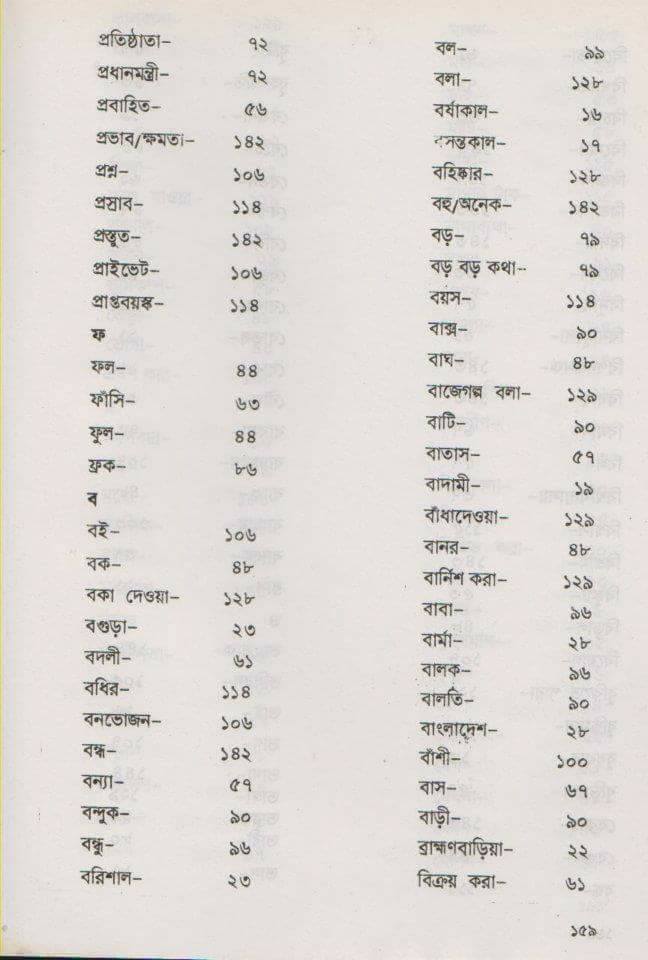 প্রতিষ্ঠাতা- ৭২
প্রধানমন্ত্রী- ৭২
প্রবাহিত- ৫৬
প্রভাব/ক্ষমতা- ১৪২
প্রশ্ন- ১০৬
প্রস্রাব- ১১৪
প্রস্তুত- ১৪২
প্রাইভেট- ১০৬
প্রাপ্তবয়স্ক- ১১৪
ফ
ফল- ৪৪
ফাঁসি- ৬৩
ফুল- ৪৪
ফ্রক- ৮৬
ব
বই- ১০৬
বক- ৪৮
বকা দেওয়া- ১২৮
বগুড়া- ২৩
বদলী- ৬১
বধির- ১১৪
বনভোজন- ১০৬
বন্ধ- ১৪২
বন্যা- ৫৭
বন্দুক- ৯০
বন্ধু- ৯৬
বরিশাল- ২৩
বল- ৯৯
বলা- ১২৮
বর্ষাকাল- ১৬
বসন্তকাল- ১৭
বহিষ্কার- ১২৮
বহু/অনেক- ১৪২
বড়- ৭৯
বড় বড় কথা- ৭৯
বয়স- ১১৪
বাক্স- ৯০
বাঘ- ৪৮
বাজেগল্প বলা- ১২৯
বাটি- ৯০
বাতাস- ৫৭
বাদামী- ১৯
বাঁধাদেওয়া- ১২৯
বানর- ৪৮
বার্নিশ করা- ১২৯
বাবা- ৯৬
বার্মা- ২৮
বালক- ৯৬
বালতি- ৯০
বাংলাদেশ- ২৮
বাঁশী- ১০০
বাস- ৬৭
বাড়ী- ৯০
ব্রাহ্মণবাড়িয়া- ২২
বিক্রয় করা- ৬১
১৫৯